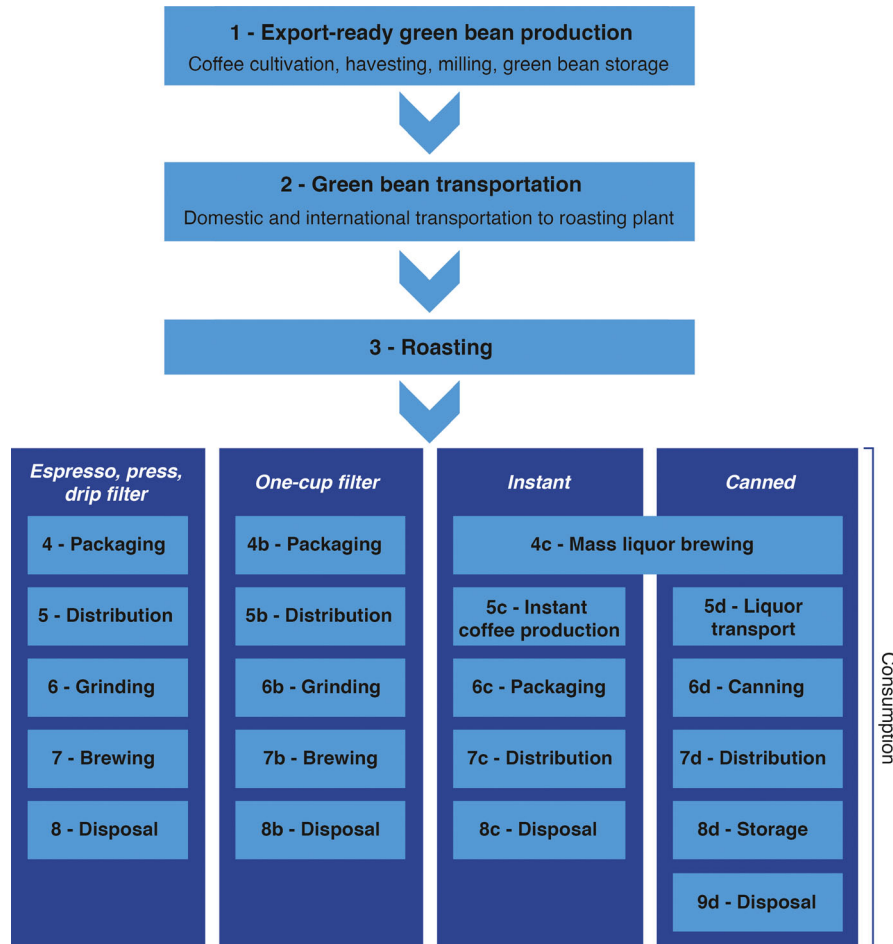 1 - Export-ready green bean production
Coffee cultivation, havesting, milling, green bean storage
2 - Green bean transportation
Domestic and international transportation to roasting plant
3 - Roasting
Espresso, press,
drip filter
4 - Packaging
5 - Distribution
6 - Grinding
7 - Brewing
8 - Disposal
One-cup filter
4b - Packaging
5b - Distribution
6b - Grinding
7b - Brewing
8b - Disposal
Instant
Canned
4c - Mass liquor brewing
5c - Instant
coffee production
6c - Packaging
7c - Distribution
8c - Disposal
5d - Liquor
transport
6d - Canning
7d - Distribution
8d - Storage
9d - Disposal
Consumption